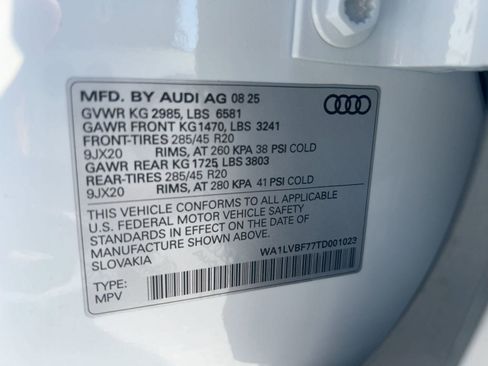 MFD. BY AUDI AG 08 25
GVWR KG 2985, LBS 6581
GAWR FRONT KG1470, LBS 3241
FRONT-TIRES 285/45 R20
9JX20 RIMS, AT 260 KPA 38 PSI COLD
GAWR REAR KG 1725 LBS 3803
REAR-TIRES 285/45 R20
9JX20 RIMS, AT 280 KPA 41 PSI COLD
THIS VEHICLE CONFORMS TO ALL APPLICABLE
U.S. FEDERAL MOTOR VEHICLE SAFETY
STANDARDS IN EFFECT ON THE DATE OF
MANUFACTURE SHOWN ABOVE.
SLOVAKIA
WA1LVBF77TD001023
TYPE:
MPV